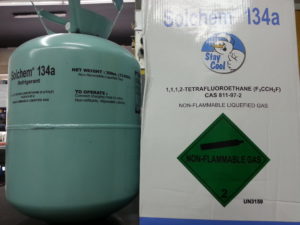 Solchem® 134a
Refrigerant
NET WEIGHT :
TO OPERATE :
Solchem® 134a
Stay
Cool
1,1,1,2-TETRAFLUOROETHANE (F₃CCH₂F)
CAS 811-97-2
NON-FLAMMABLE LIQUEFIED GAS
NON-FLAMMABLE GAS
2
UN3159